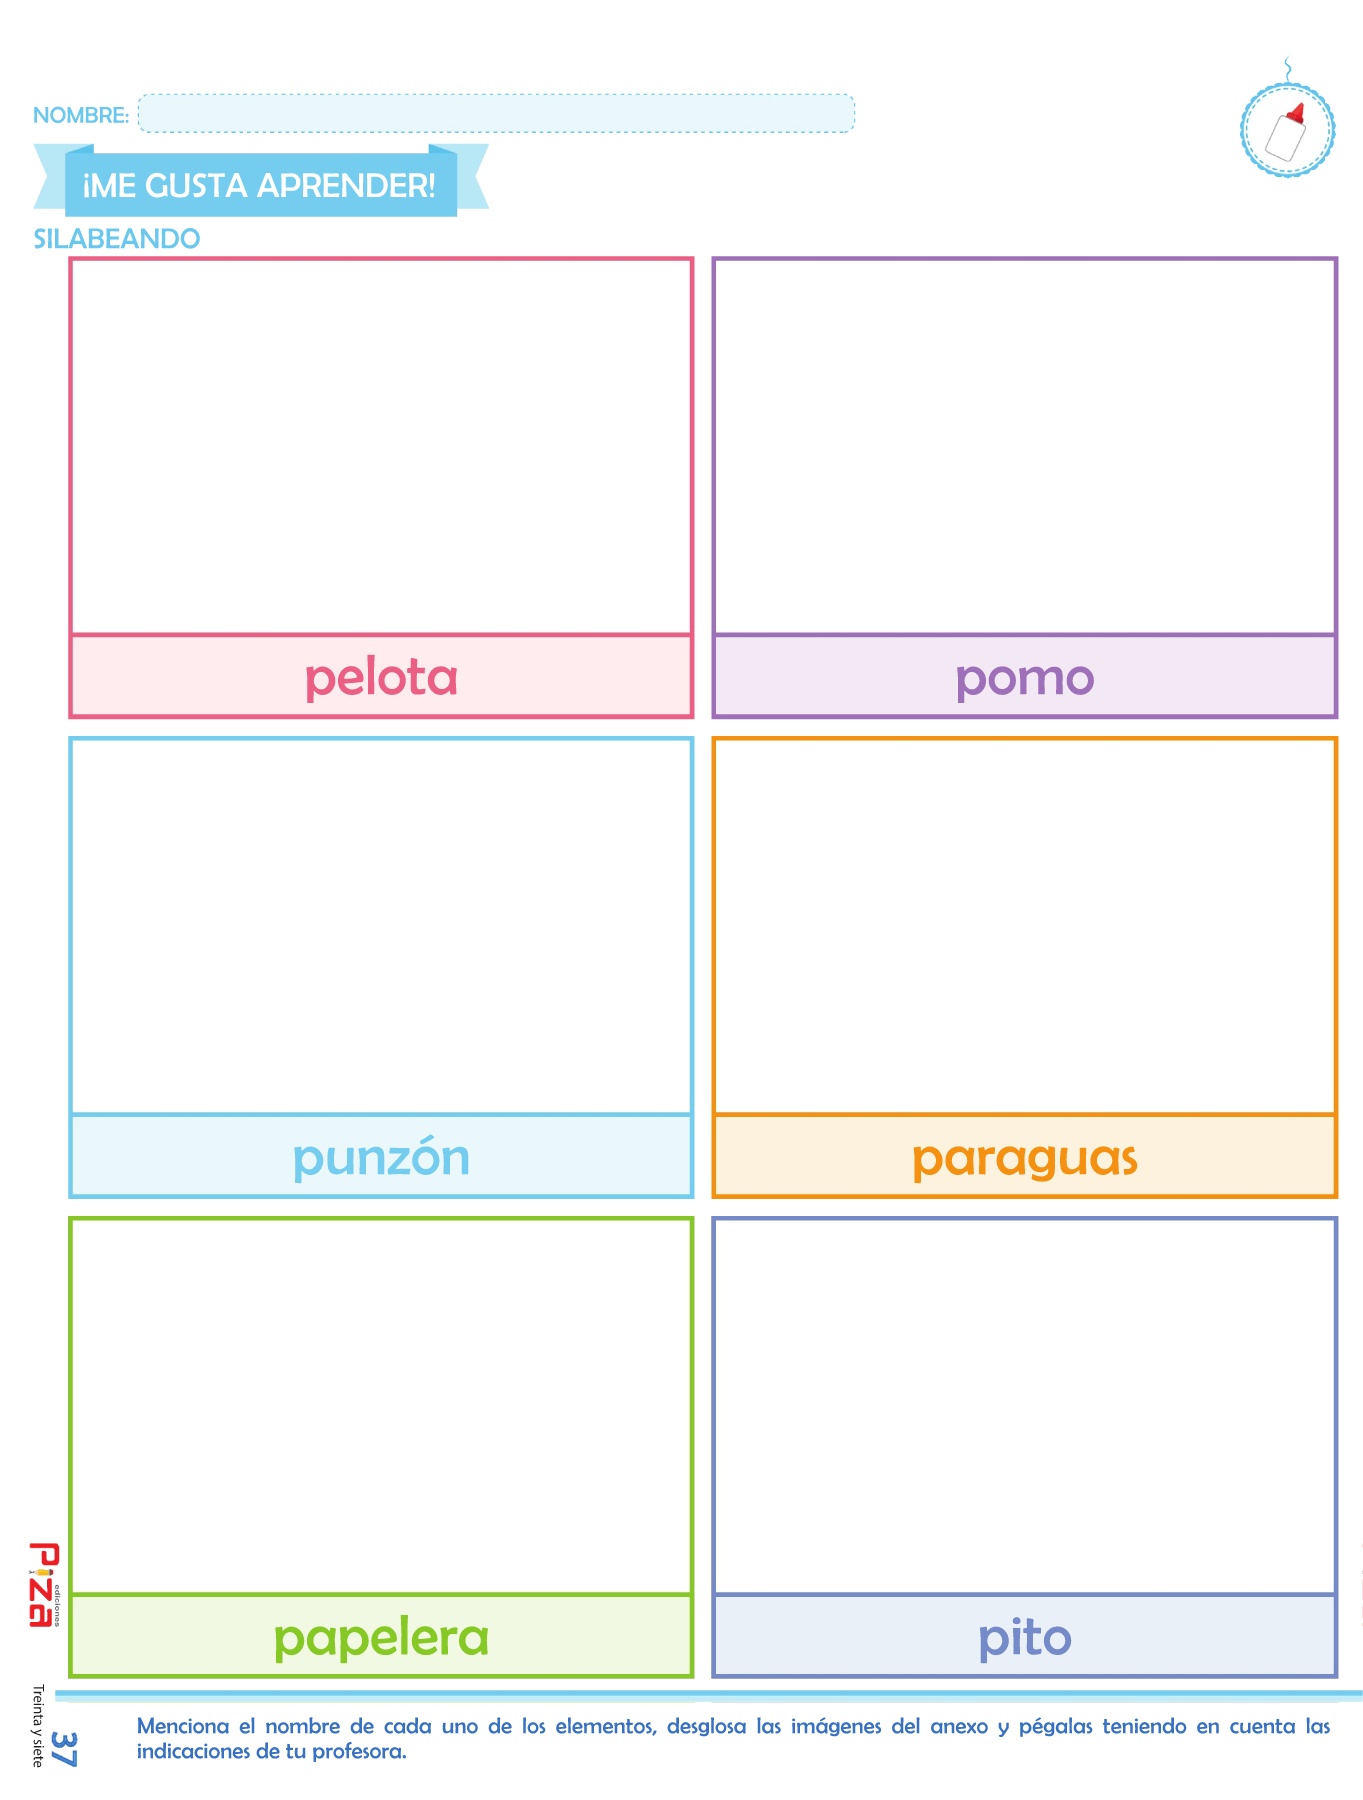 NOMBRE:
¡ME GUSTA APRENDER!
SILABEANDO
pelota
pomo
punzón
paraguas
papelera
pito
Piza
ediciones
Treinta y siete
37
Menciona el nombre de cada uno de los elementos, desglosa las imágenes del anexo y pégalas teniendo en cuenta las
indicaciones de tu profesora.